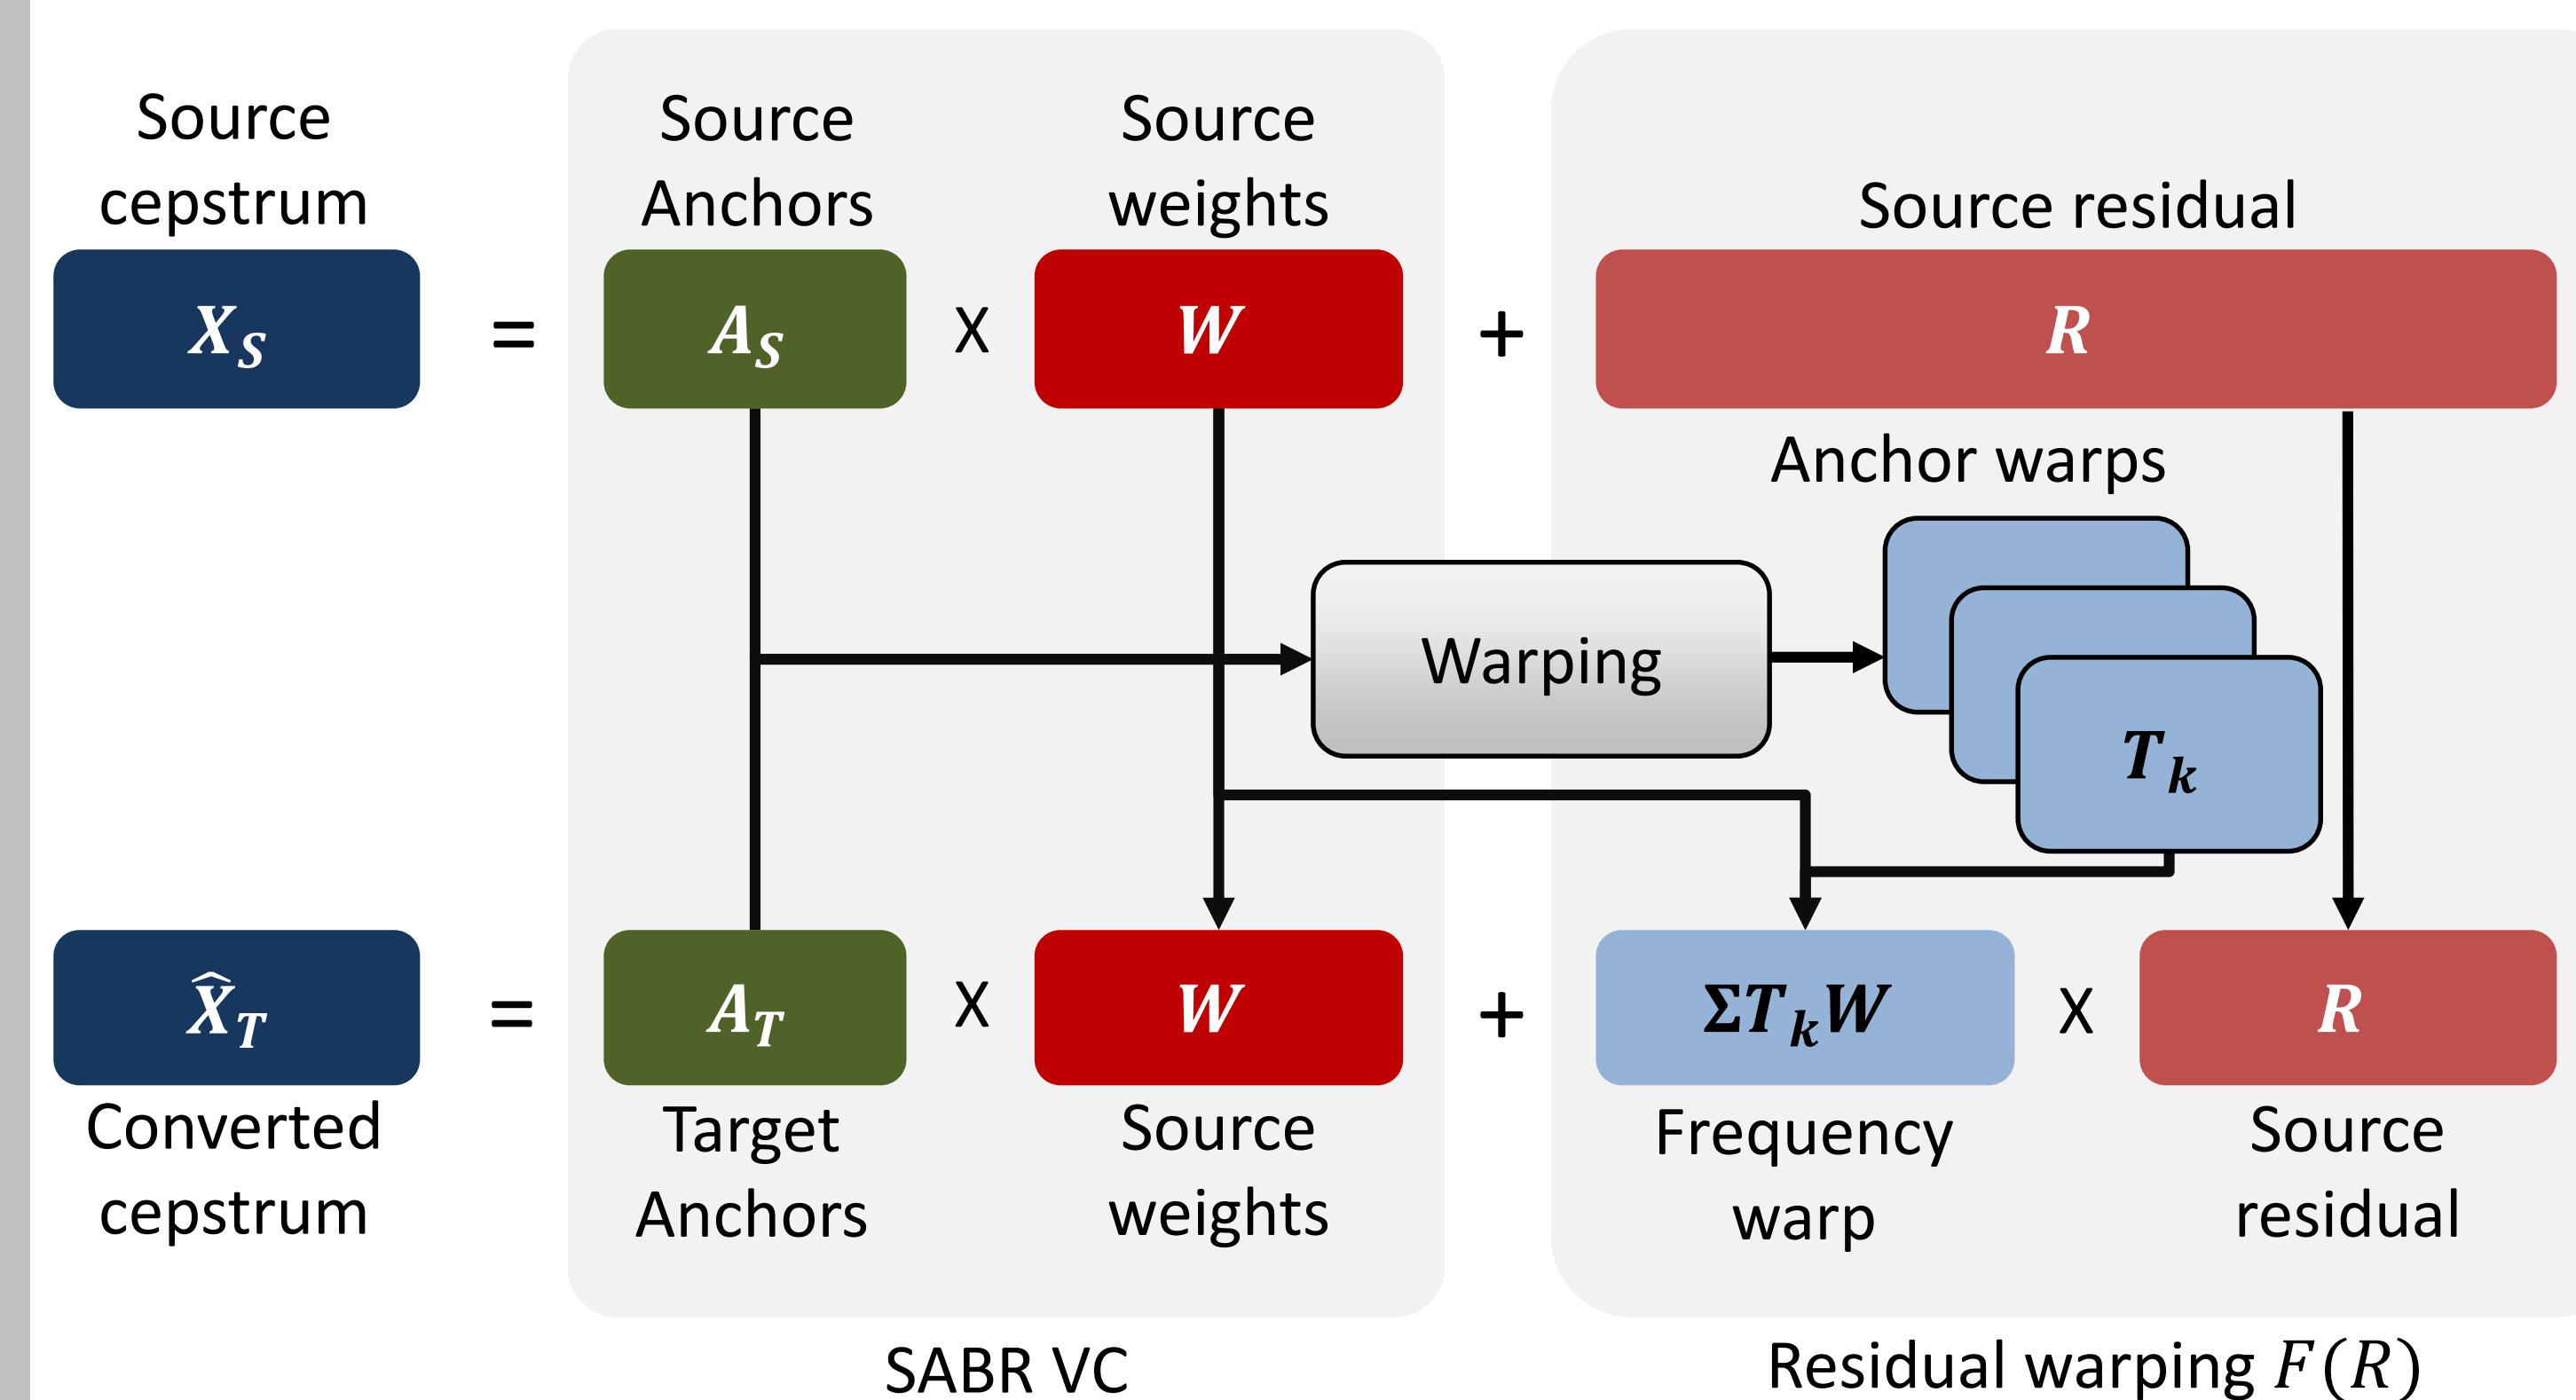 Source
cepstrum
Source
Anchors
Source
weights
Source residual
X_S = A_S X W + R
Anchor warps
Warping
T_k
X̂_T = A_T X W + ΣT_kW X R
Converted
cepstrum
Target
Anchors
Source
weights
Frequency
warp
Source
residual
SABR VC
Residual warping F(R)